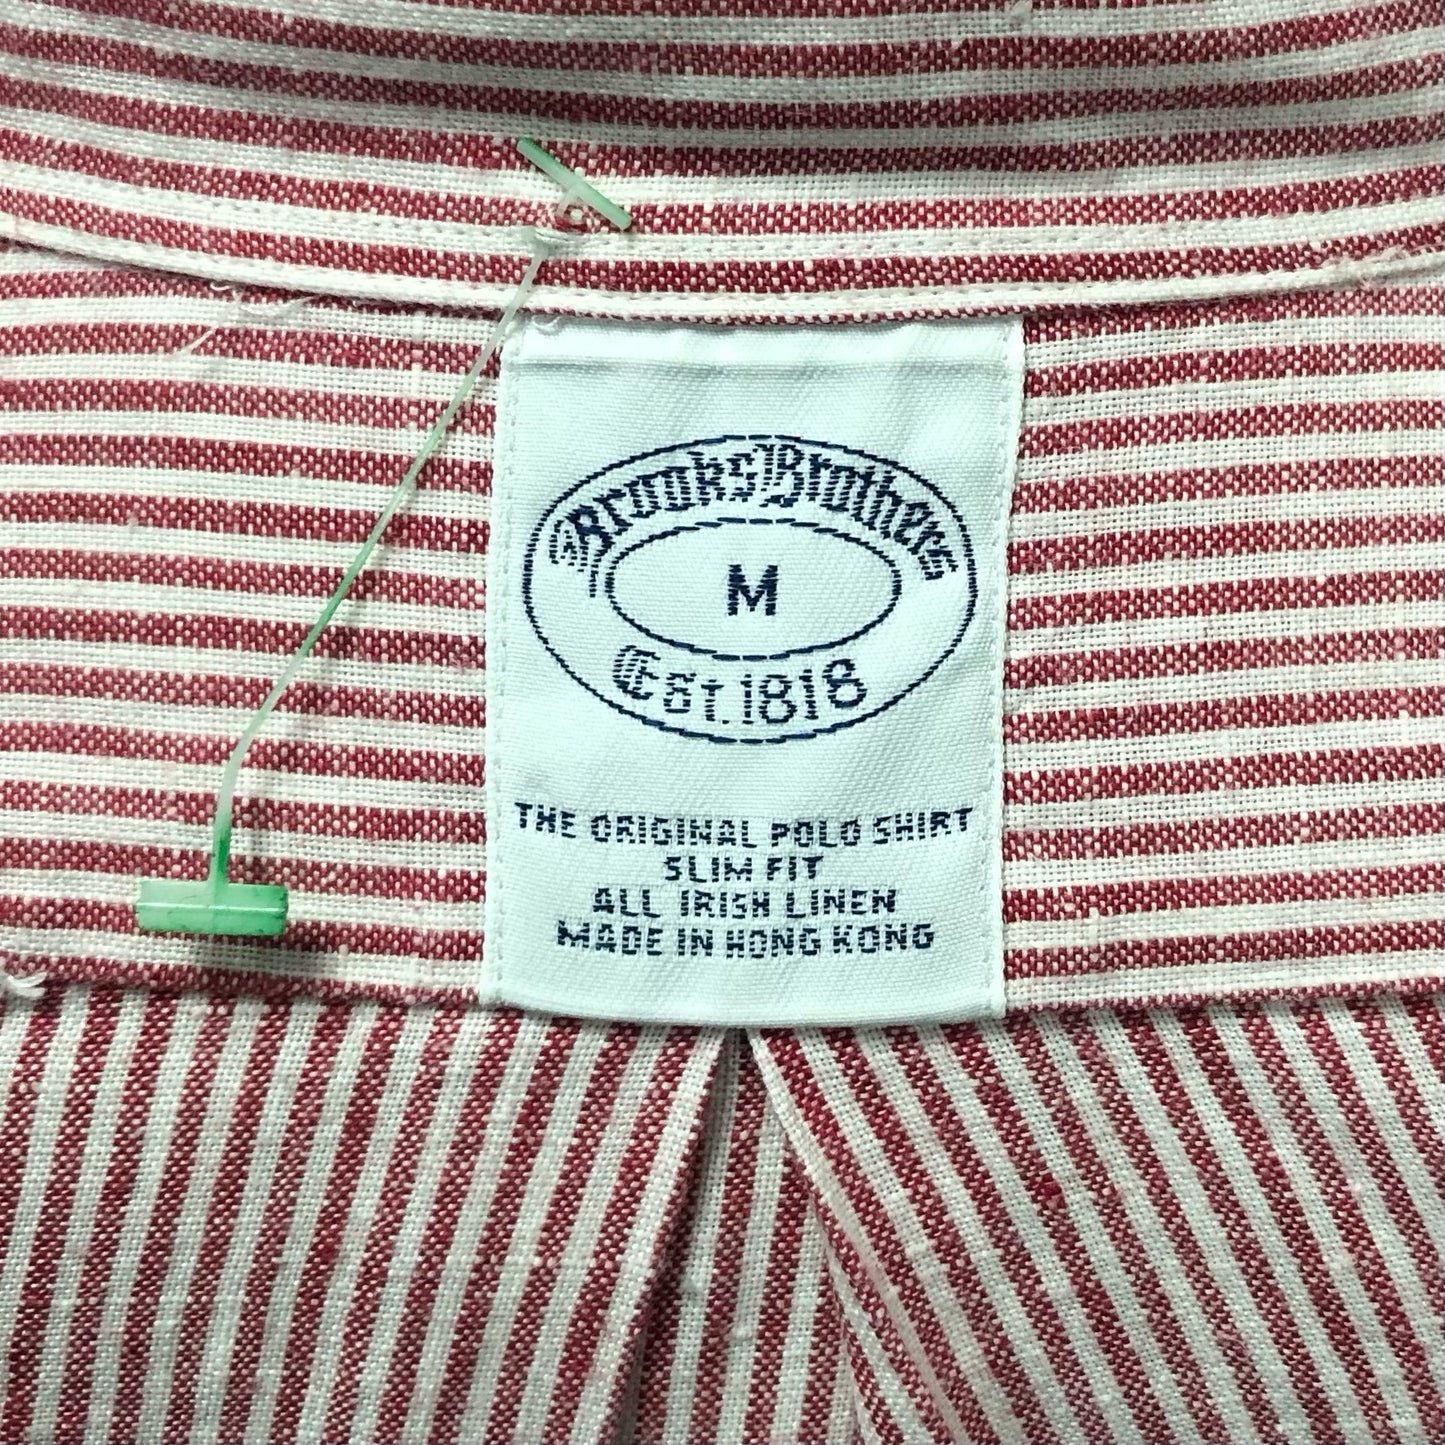 Brooks Brothers
M
Est. 1818
THE ORIGINAL POLO SHIRT
SLIM FIT
ALL IRISH LINEN
MADE IN HONG KONG